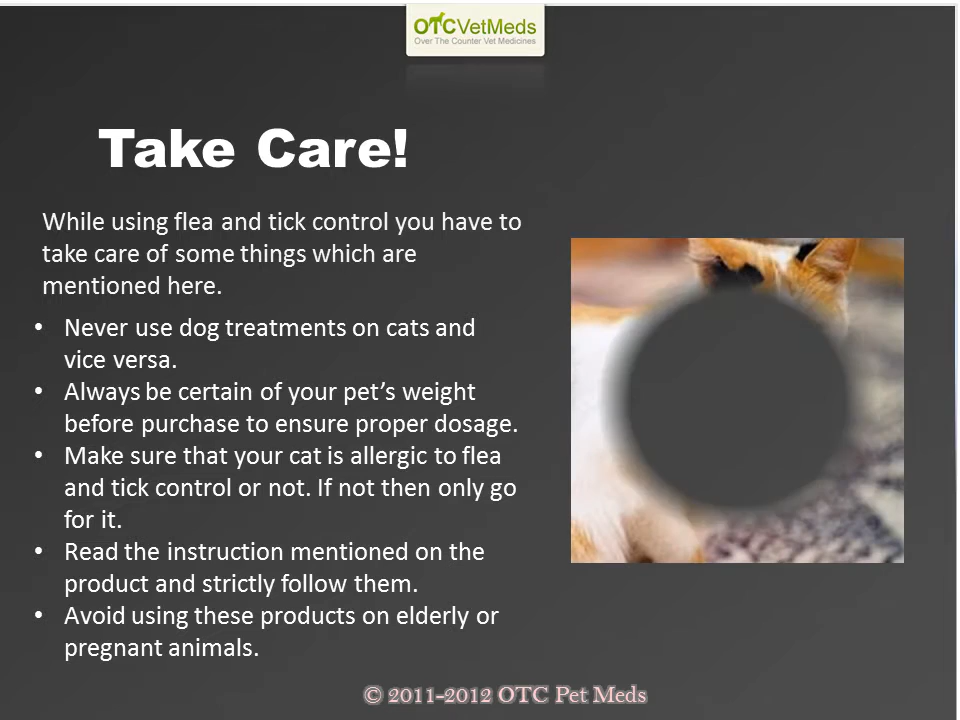 OTCVetMeds
Over The Counter Vet Medicines
Take Care!
While using flea and tick control you have to
take care of some things which are
mentioned here.
• Never use dog treatments on cats and
vice versa.
• Always be certain of your pet's weight
before purchase to ensure proper dosage.
• Make sure that your cat is allergic to flea
and tick control or not. If not then only go
for it.
• Read the instruction mentioned on the
product and strictly follow them.
• Avoid using these products on elderly or
pregnant animals.
© 2011-2012 OTC Pet Meds